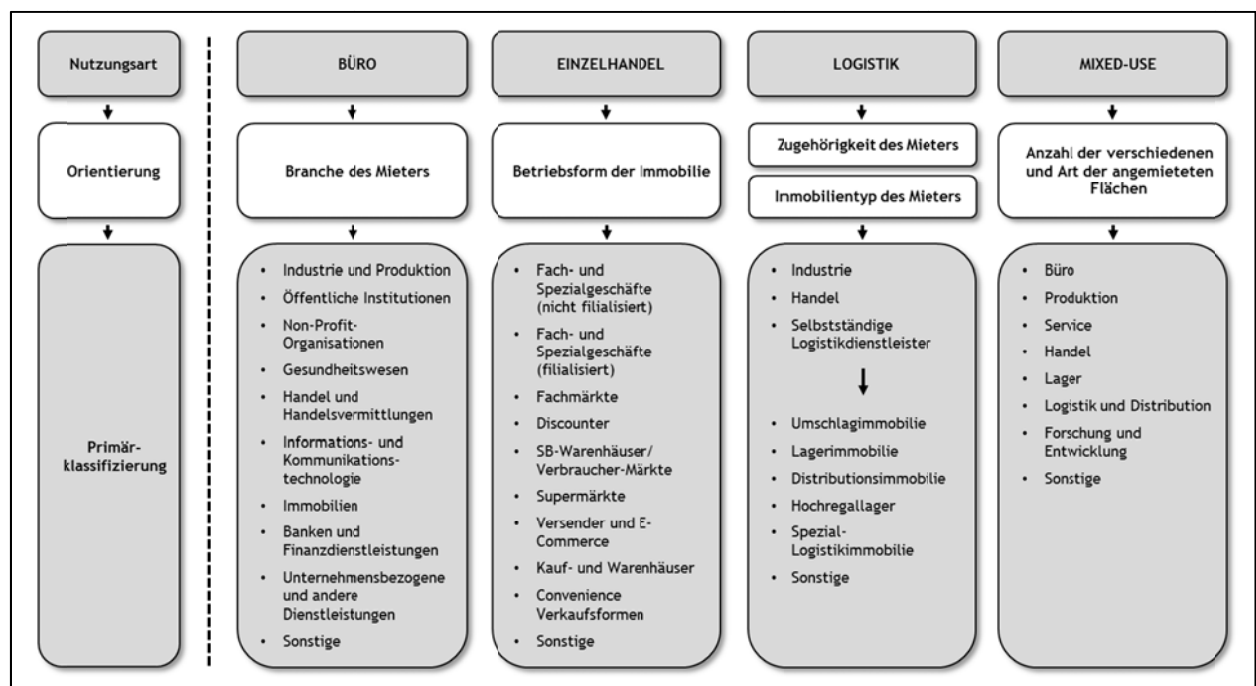 Nutzungsart
Orientierung
Primär-
klassifizierung
BÜRO
Branche des Mieters
• Industrie und Produktion
• Öffentliche Institutionen
• Non-Profit-
Organisationen
• Gesundheitswesen
• Handel und
Handelsvermittlungen
• Informations- und
Kommunikations-
technologie
• Immobilien
• Banken und
Finanzdienstleistungen
• Unternehmensbezogene
und andere
Dienstleistungen
• Sonstige
EINZELHANDEL
Betriebsform der Immobilie
• Fach- und
Spezialgeschäfte
(nicht filialisiert)
• Fach- und
Spezialgeschäfte
(filialisiert)
• Fachmärkte
• Discounter
• SB-Warenhäuser/
Verbraucher-Märkte
• Supermärkte
• Versender und E-
Commerce
• Kauf- und Warenhäuser
• Convenience
Verkaufsformen
• Sonstige
LOGISTIK
Zugehörigkeit des Mieters
Immobilientyp des Mieters
• Industrie
• Handel
• Selbstständige
Logistikdienstleister
• Umschlagimmobilie
• Lagerimmobilie
• Distributionsimmobilie
• Hochregallager
• Spezial-
Logistikimmobilie
• Sonstige
MIXED-USE
Anzahl der verschiedenen
und Art der angemieteten
Flächen
• Büro
• Produktion
• Service
• Handel
• Lager
• Logistik und Distribution
• Forschung und
Entwicklung
• Sonstige